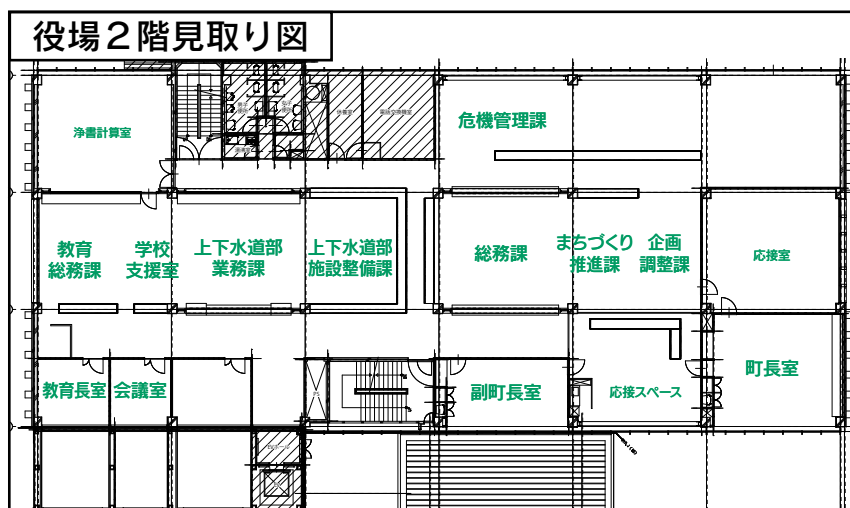 役場２階見取り図
浄書計算室
危機管理課
教育
総務課
学校
支援室
上下水道部
業務課
上下水道部
施設整備課
総務課
まちづくり
推進課
企画
調整課
応接室
教育長室
会議室
副町長室
応接スペース
町長室
PS